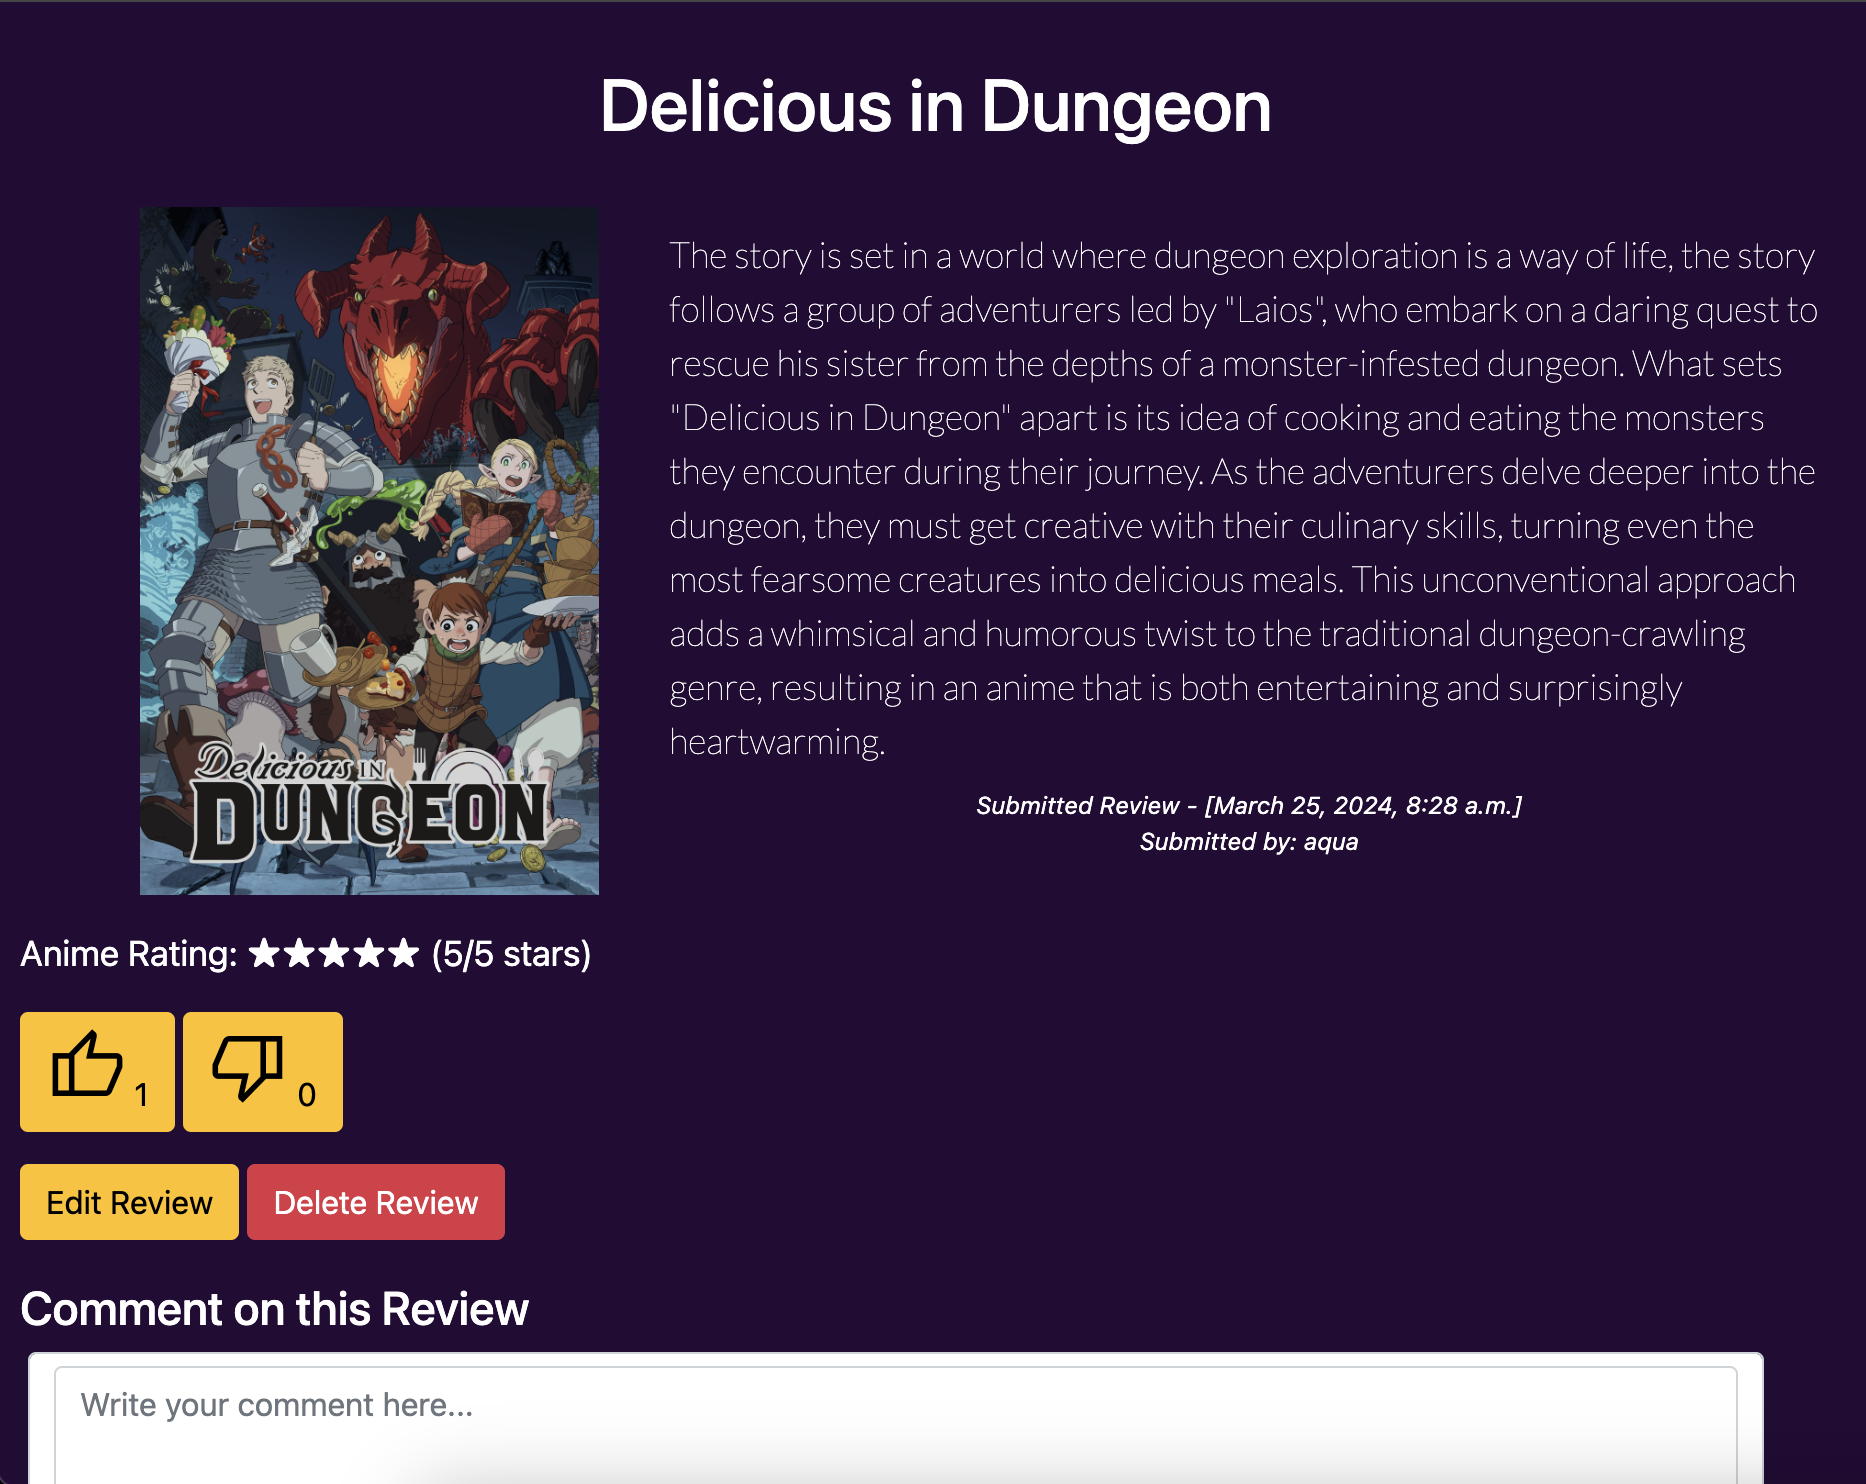 Delicious in Dungeon
The story is set in a world where dungeon exploration is a way of life, the story
follows a group of adventurers led by "Laios", who embark on a daring quest to
rescue his sister from the depths of a monster-infested dungeon. What sets
"Delicious in Dungeon" apart is its idea of cooking and eating the monsters
they encounter during their journey. As the adventurers delve deeper into the
dungeon, they must get creative with their culinary skills, turning even the
most fearsome creatures into delicious meals. This unconventional approach
adds a whimsical and humorous twist to the traditional dungeon-crawling
genre, resulting in an anime that is both entertaining and surprisingly
heartwarming.
Delicious IN
DUNGEON
Submitted Review - [March 25, 2024, 8:28 a.m.]
Submitted by: aqua
Anime Rating: ★★★★★ (5/5 stars)
1 0
Edit Review Delete Review
Comment on this Review
Write your comment here...